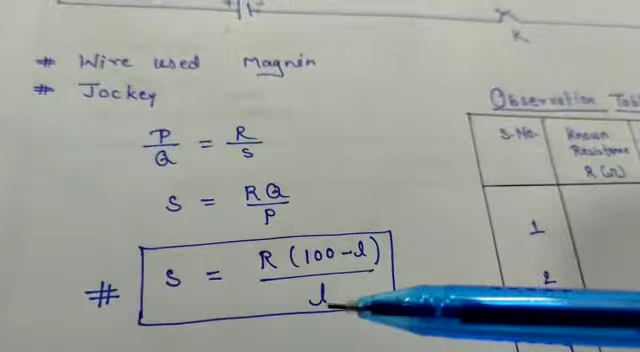 K
# Wire used Magnin
# Jockey
P/Q = R/S
S = RQ/P
# S = R(100-l)/l
Observation Tab
S.No.
Known Resistance R(Ω)
1
2